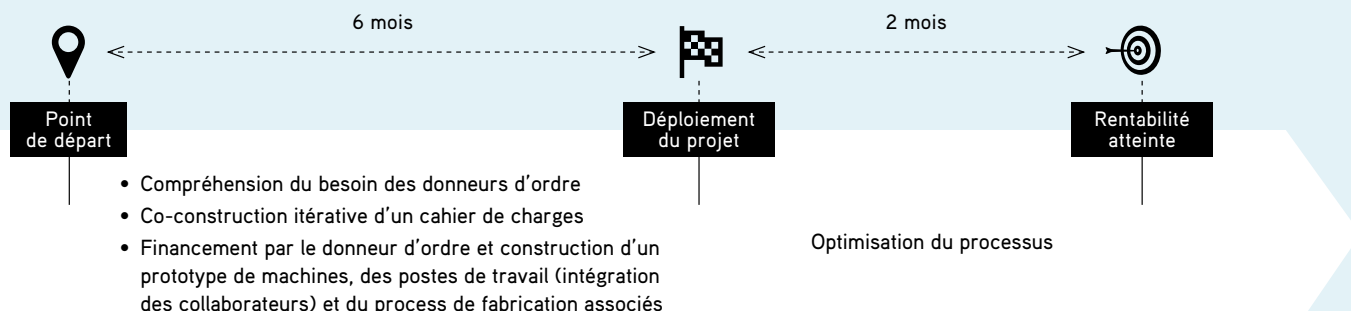 6 mois
2 mois
Point
de départ
Déploiement
du projet
Rentabilité
atteinte
• Compréhension du besoin des donneurs d'ordre
• Co-construction itérative d'un cahier de charges
• Financement par le donneur d'ordre et construction d'un
prototype de machines, des postes de travail (intégration
des collaborateurs) et du process de fabrication associés
Optimisation du processus